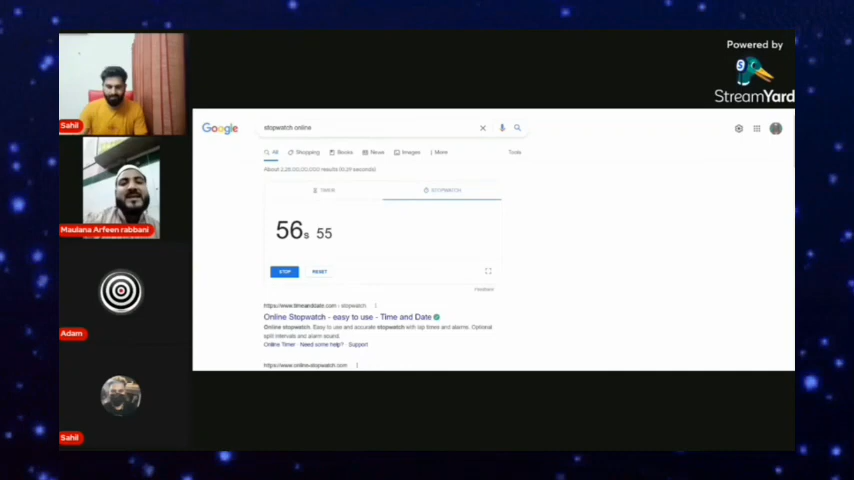 Powered by
StreamYard
Sahil
Maulana Arfeen rabbani
Adam
Sahil
Google
stopwatch online
All
Shopping
Books
News
Images
More
Tools
TIMER
STOPWATCH
56s 55
STOP
RESET
Feedback
https://www.timeanddate.com › stopwatch
Online Stopwatch - easy to use - Time and Date
Online stopwatch. Easy to use and accurate stopwatch with lap times and alarms. Optional
split intervals and alarm sound.
Online Timer · Need some help? · Support
https://www.online-stopwatch.com